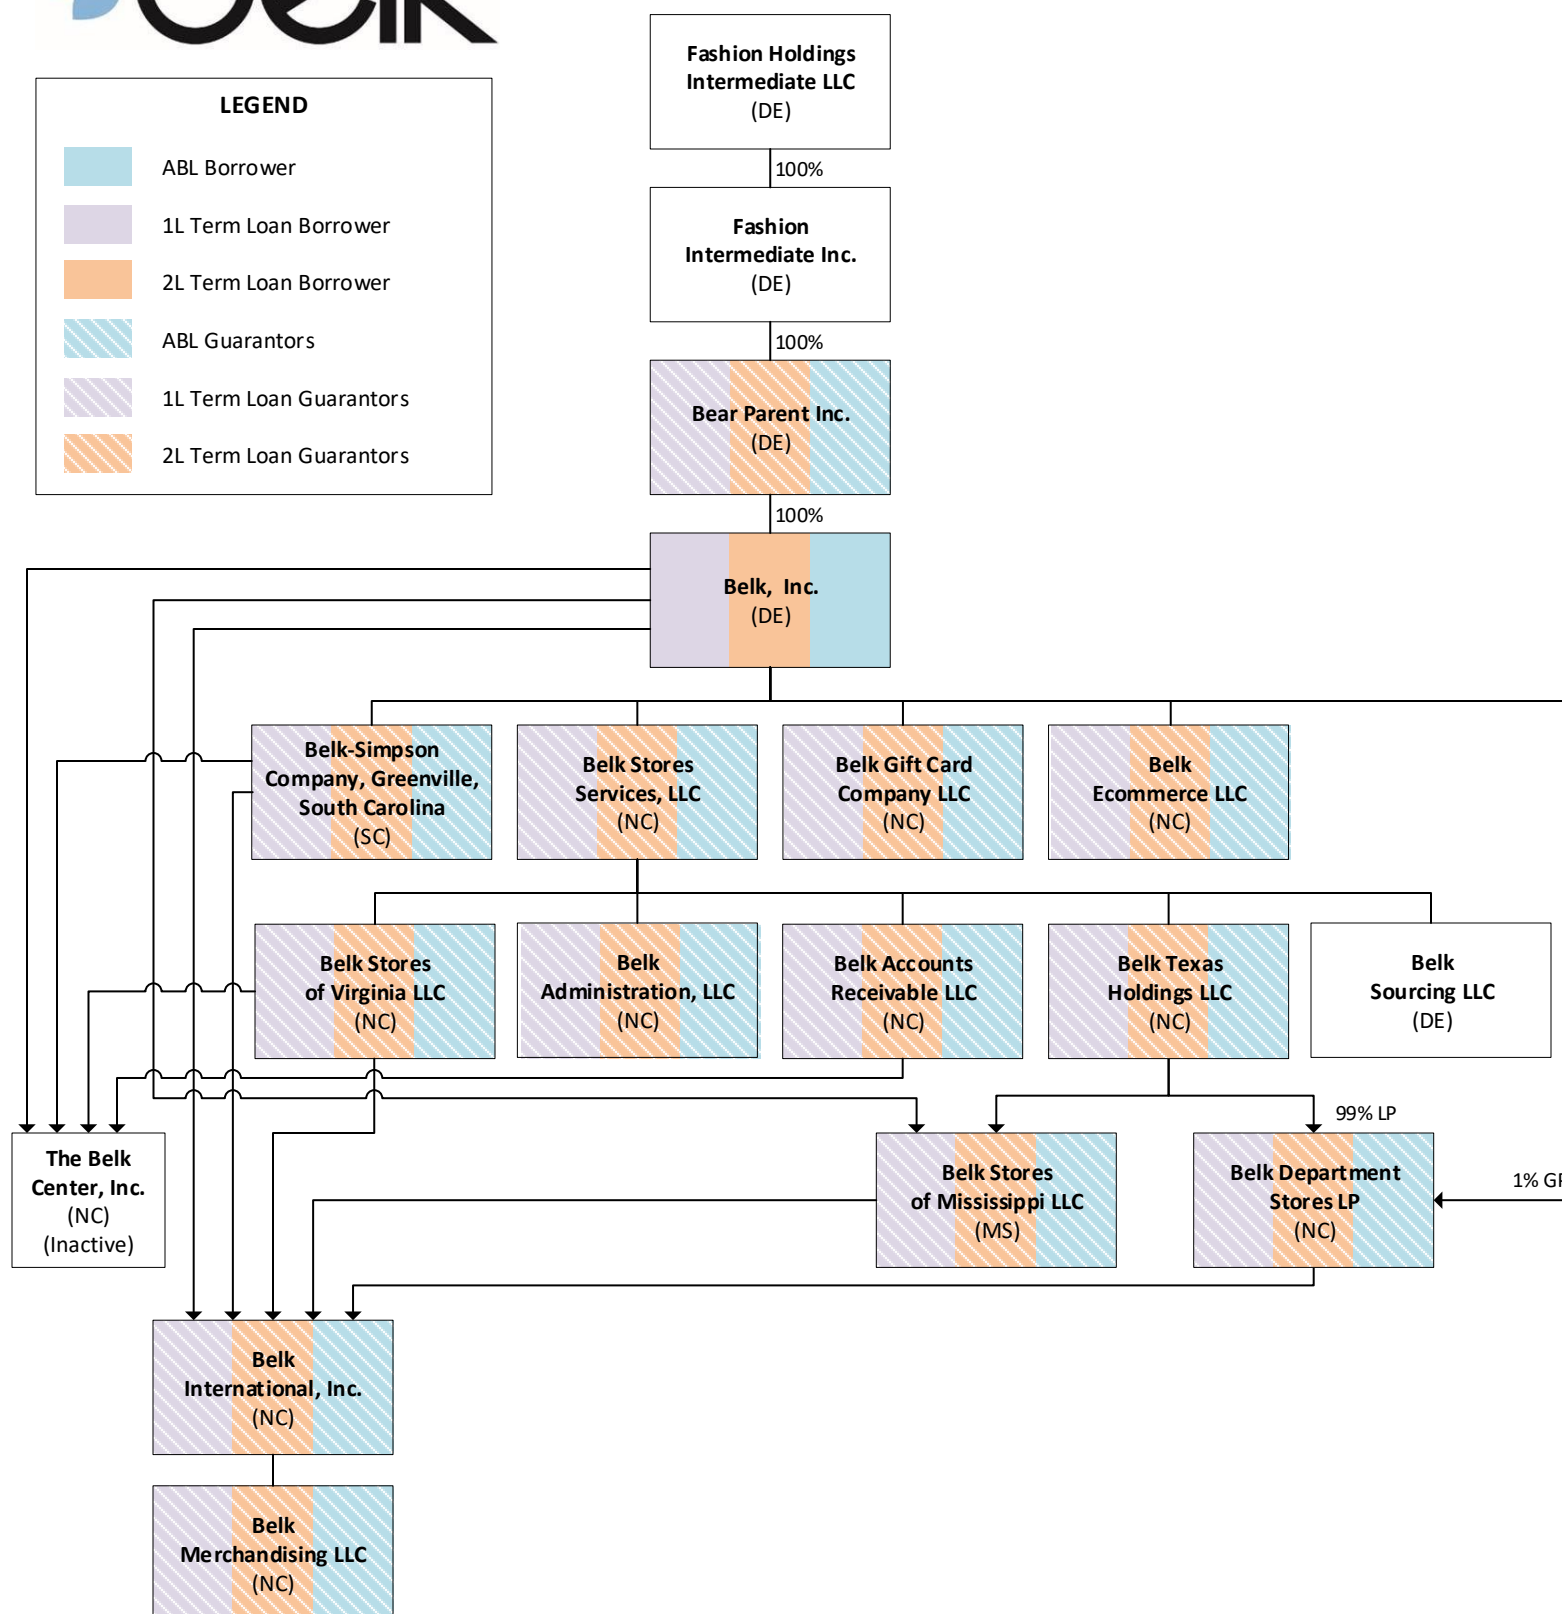 belk
LEGEND
ABL Borrower
1L Term Loan Borrower
2L Term Loan Borrower
ABL Guarantors
1L Term Loan Guarantors
2L Term Loan Guarantors
Fashion Holdings
Intermediate LLC
(DE)
100%
Fashion
Intermediate Inc.
(DE)
100%
Bear Parent Inc.
(DE)
100%
Belk, Inc.
(DE)
Belk-Simpson
Company, Greenville,
South Carolina
(SC)
Belk Stores
Services, LLC
(NC)
Belk Gift Card
Company LLC
(NC)
Belk
Ecommerce LLC
(NC)
Belk Stores
of Virginia LLC
(NC)
Belk
Administration, LLC
(NC)
Belk Accounts
Receivable LLC
(NC)
Belk Texas
Holdings LLC
(NC)
Belk
Sourcing LLC
(DE)
99% LP
The Belk
Center, Inc.
(NC)
(Inactive)
Belk Stores
of Mississippi LLC
(MS)
Belk Department
Stores LP
(NC)
1% GP
Belk
International, Inc.
(NC)
Belk
Merchandising LLC
(NC)